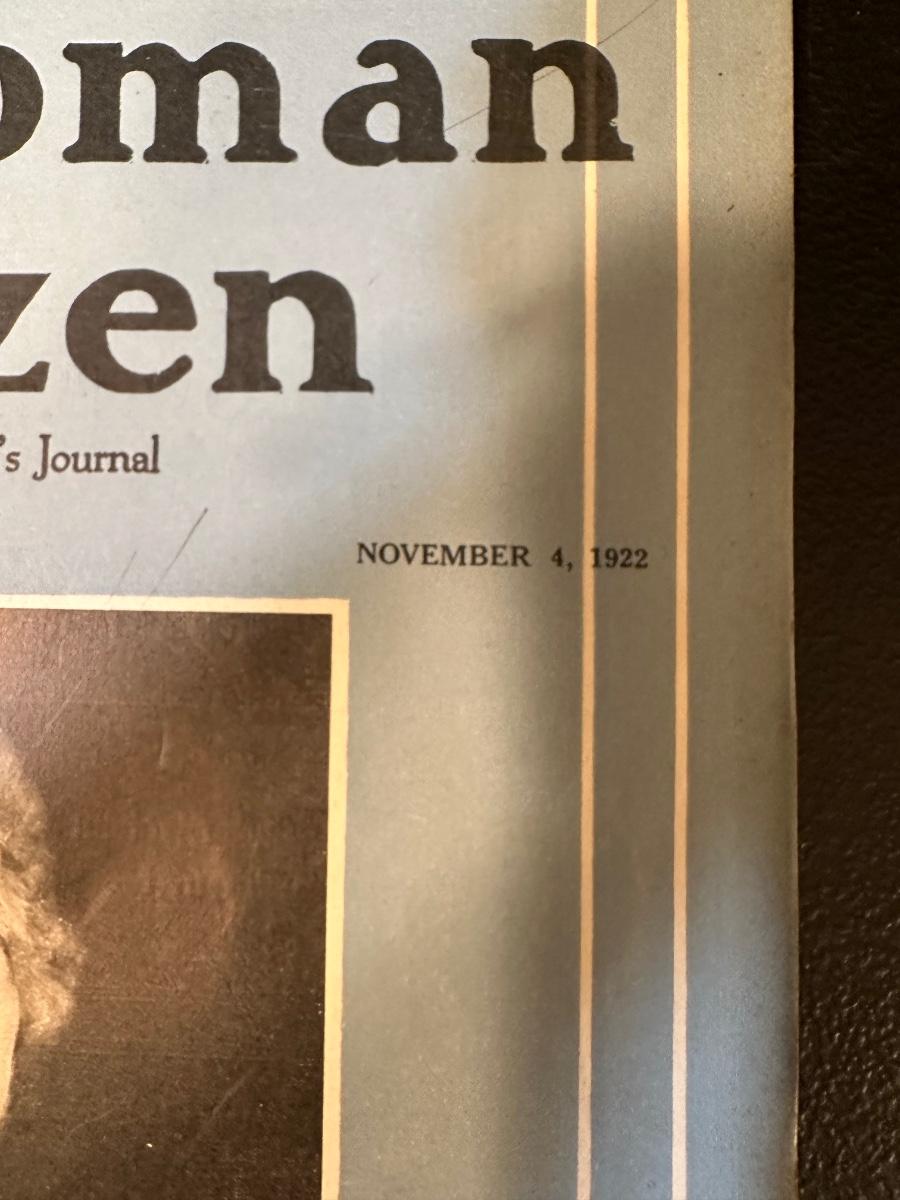 oman
zen
's Journal
NOVEMBER 4, 1922